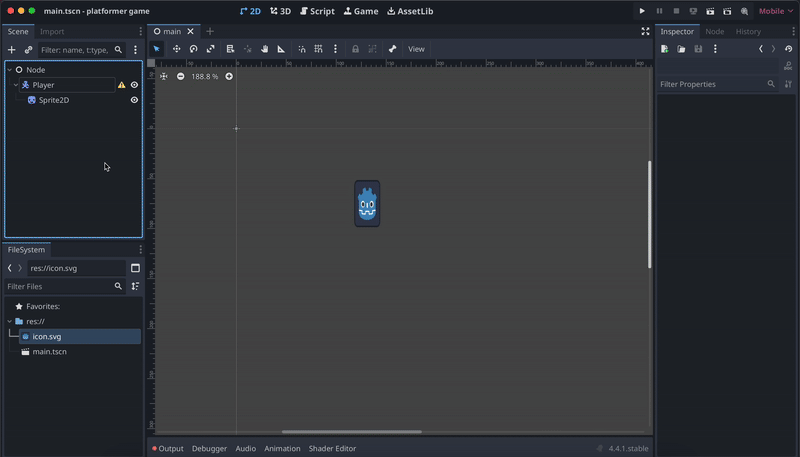 main.tscn - platformer game
2D 3D Script Game AssetLib
Mobile
Scene Import
main
Inspector Node History
Filter: name, t:type,
View
Node
Player
Sprite2D
188.8 %
Filter Properties
FileSystem
res://icon.svg
Filter Files
Favorites:
res://
icon.svg
main.tscn
Output Debugger Audio Animation Shader Editor
4.4.1.stable